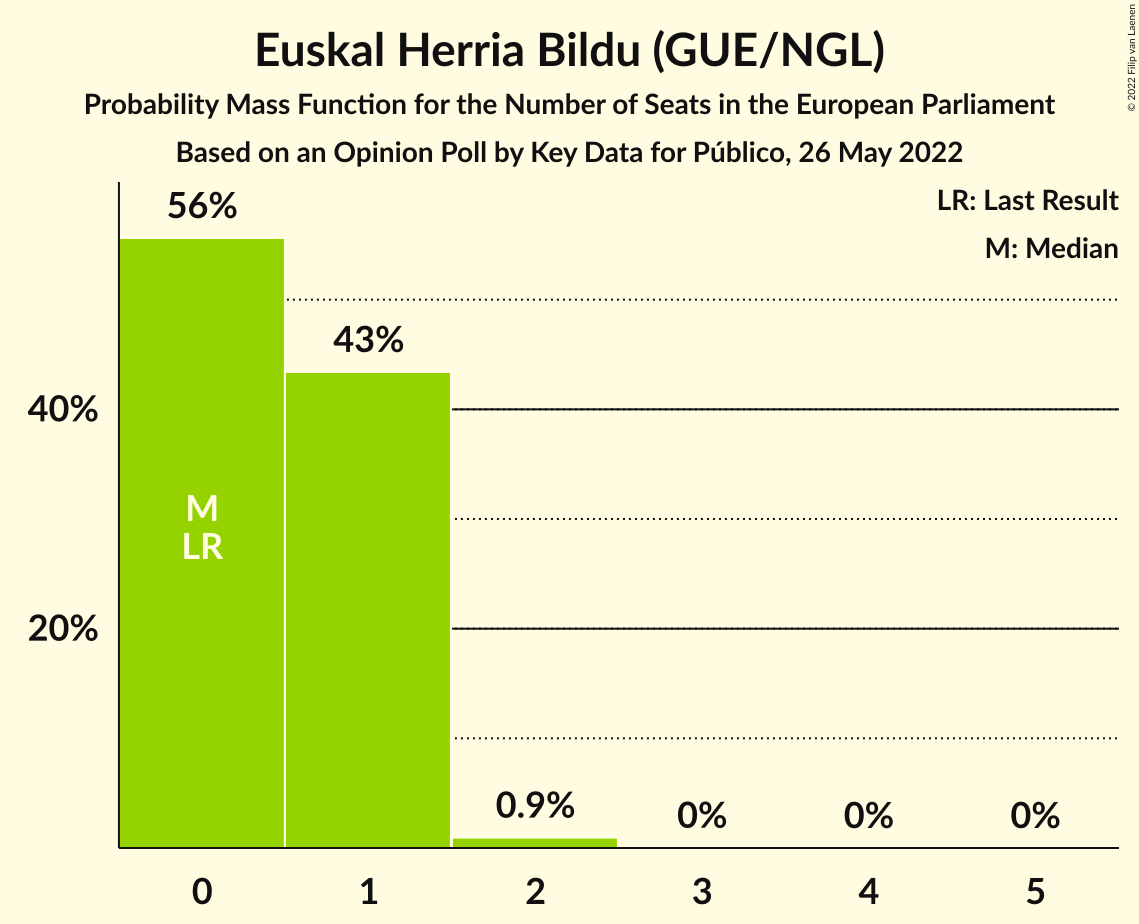 Euskal Herria Bildu (GUE/NGL)
Probability Mass Function for the Number of Seats in the European Parliament
Based on an Opinion Poll by Key Data for Público, 26 May 2022
© 2022 Filip van Laenen
LR: Last Result
M: Median
56%
43%
40%
M
LR
20%
0.9%
0%
0%
0%
0
1
2
3
4
5